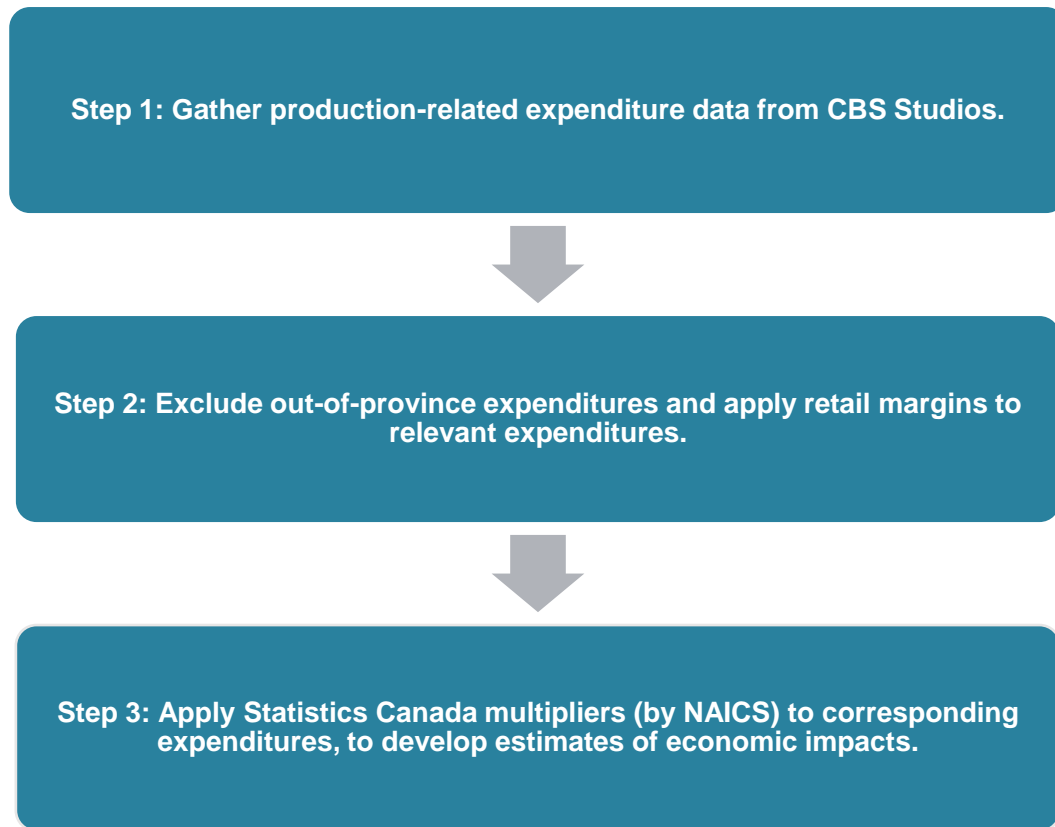 Step 1: Gather production-related expenditure data from CBS Studios.
Step 2: Exclude out-of-province expenditures and apply retail margins to
relevant expenditures.
Step 3: Apply Statistics Canada multipliers (by NAICS) to corresponding
expenditures, to develop estimates of economic impacts.